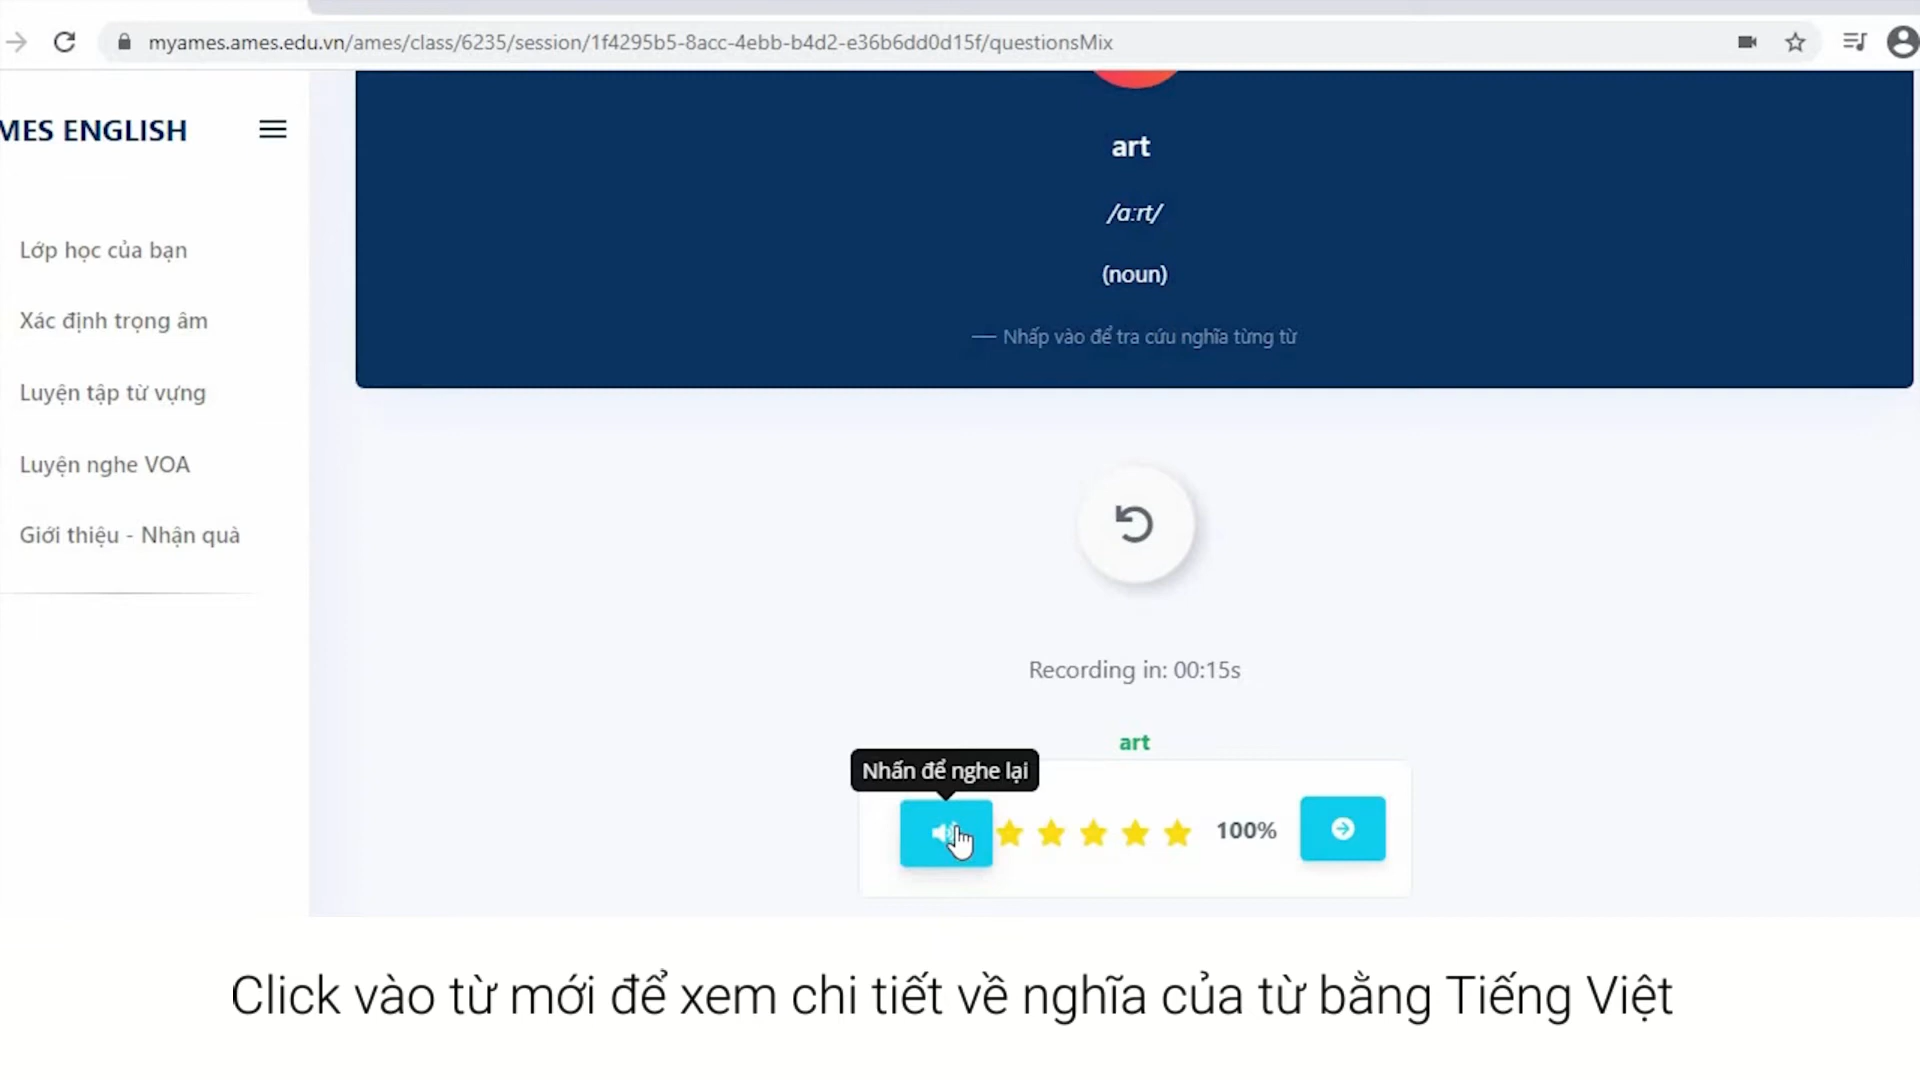 myames.ames.edu.vn/ames/class/6235/session/1f4295b5-8acc-4ebb-b4d2-e36b6dd0d15f/questionsMix
MES ENGLISH
Lớp học của bạn
Xác định trọng âm
Luyện tập từ vựng
Luyện nghe VOA
Giới thiệu - Nhận quà
art
/ɑːrt/
(noun)
— Nhấp vào để tra cứu nghĩa từng từ
Recording in: 00:15s
art
Nhấn để nghe lại
100%
Click vào từ mới để xem chi tiết về nghĩa của từ bằng Tiếng Việt